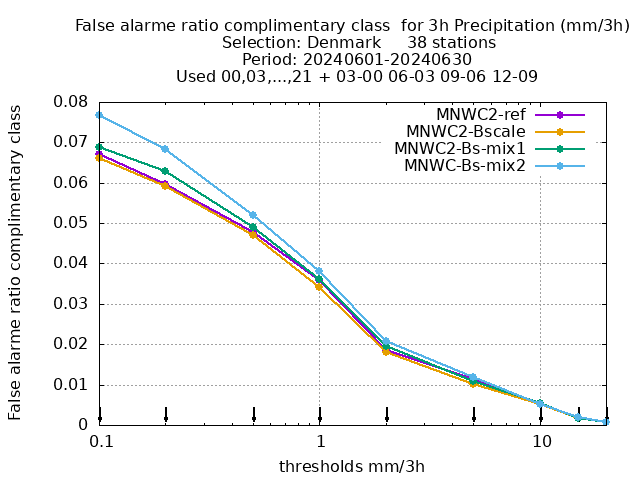 False alarme ratio complimentary class  for 3h Precipitation (mm/3h)
Selection: Denmark     38 stations
Period: 20240601-20240630
Used 00,03,...,21 + 03-00 06-03 09-06 12-09
False alarme ratio complimentary class
0.08
0.07
0.06
0.05
0.04
0.03
0.02
0.01
0
MNWC2-ref
MNWC2-Bscale
MNWC2-Bs-mix1
MNWC-Bs-mix2
0.1 1 10
thresholds mm/3h